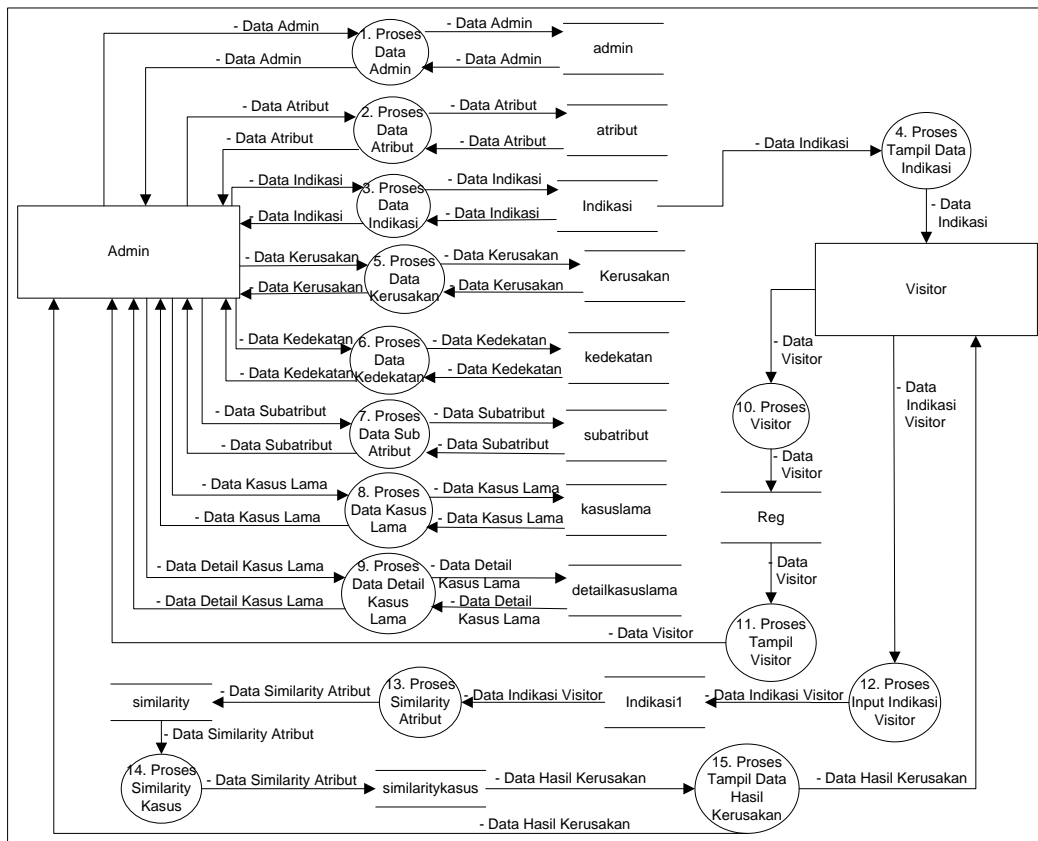 - Data Admin
1. Proses
Data
Admin
- Data Admin
admin
- Data Admin
- Data Admin
- Data Atribut
2. Proses
Data
Atribut
- Data Atribut
atribut
- Data Atribut
- Data Atribut
- Data Indikasi
3. Proses
Data
Indikasi
- Data Indikasi
Indikasi
- Data Indikasi
- Data Indikasi
- Data Indikasi
4. Proses
Tampil Data
Indikasi
- Data
Indikasi
Admin
Visitor
- Data Kerusakan
5. Proses
Data
Kerusakan
- Data Kerusakan
Kerusakan
- Data Kerusakan
- Data Kerusakan
- Data Kedekatan
6. Proses
Data
Kedekatan
- Data Kedekatan
kedekatan
- Data Kedekatan
- Data Kedekatan
- Data Subatribut
7. Proses
Data Sub
Atribut
- Data Subatribut
subatribut
- Data Subatribut
- Data Subatribut
- Data Kasus Lama
8. Proses
Data Kasus
Lama
- Data Kasus Lama
kasuslama
- Data Kasus Lama
- Data Kasus Lama
- Data Detail Kasus Lama
9. Proses
Data Detail
Kasus
Lama
- Data Detail
Kasus Lama
detailkasuslama
- Data Detail Kasus Lama
- Data Detail
Kasus Lama
- Data
Visitor
10. Proses
Visitor
- Data
Visitor
Reg
- Data
Visitor
11. Proses
Tampil
Visitor
- Data Visitor
- Data
Indikasi
Visitor
12. Proses
Input Indikasi
Visitor
- Data Indikasi Visitor
Indikasi1
- Data Indikasi Visitor
13. Proses
Similarity
Atribut
- Data Similarity Atribut
similarity
- Data Similarity Atribut
14. Proses
Similarity
Kasus
- Data Similarity Atribut
similaritykasus
- Data Hasil Kerusakan
15. Proses
Tampil Data
Hasil
Kerusakan
- Data Hasil Kerusakan
- Data Hasil Kerusakan